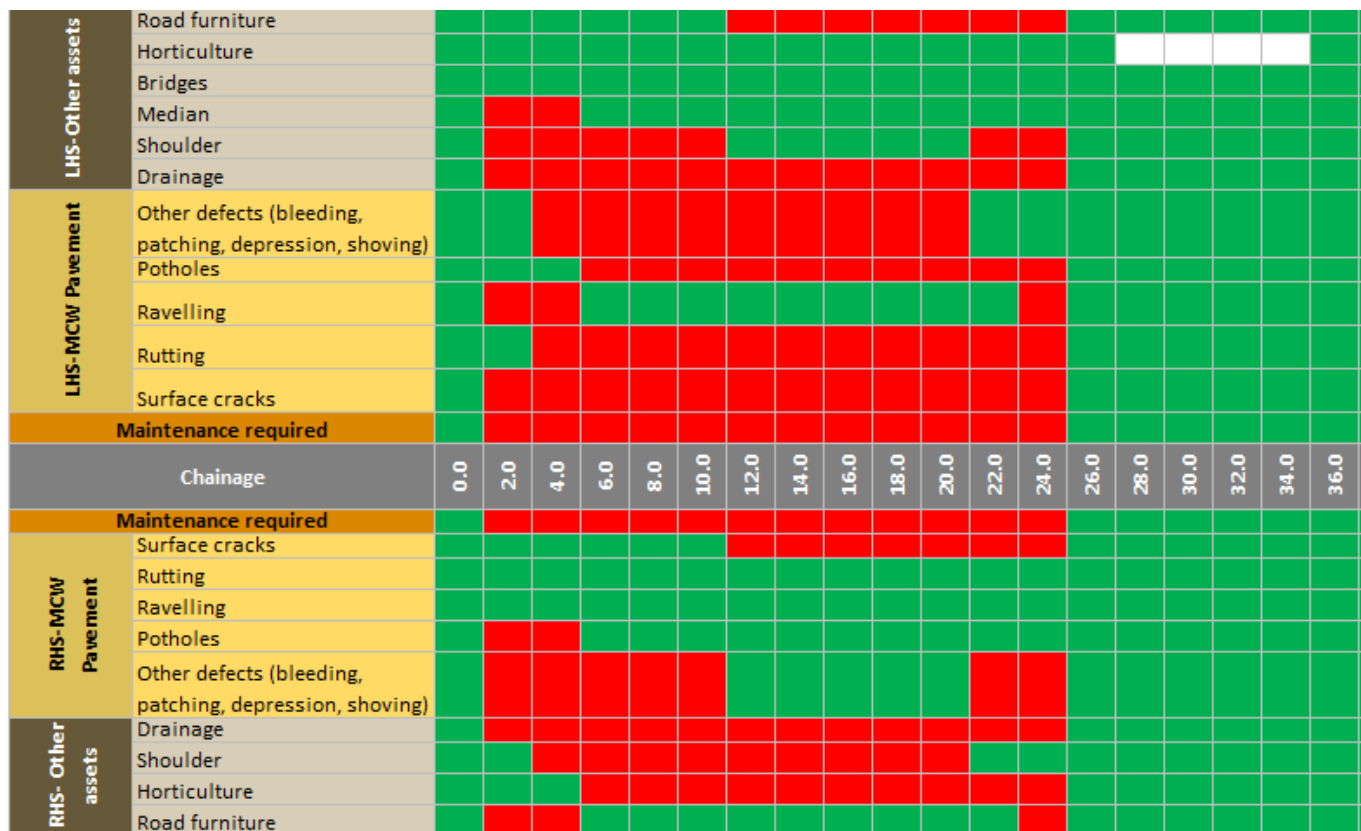 LHS-Other assets
Road furniture
Horticulture
Bridges
Median
Shoulder
Drainage
LHS-MCW Pavement
Other defects (bleeding,
patching, depression, shoving)
Potholes
Ravelling
Rutting
Surface cracks
Maintenance required
Chainage 0.0 2.0 4.0 6.0 8.0 10.0 12.0 14.0 16.0 18.0 20.0 22.0 24.0 26.0 28.0 30.0 32.0 34.0 36.0
Maintenance required
RHS-MCW
Pavement
Surface cracks
Rutting
Ravelling
Potholes
Other defects (bleeding,
patching, depression, shoving)
RHS- Other
assets
Drainage
Shoulder
Horticulture
Road furniture